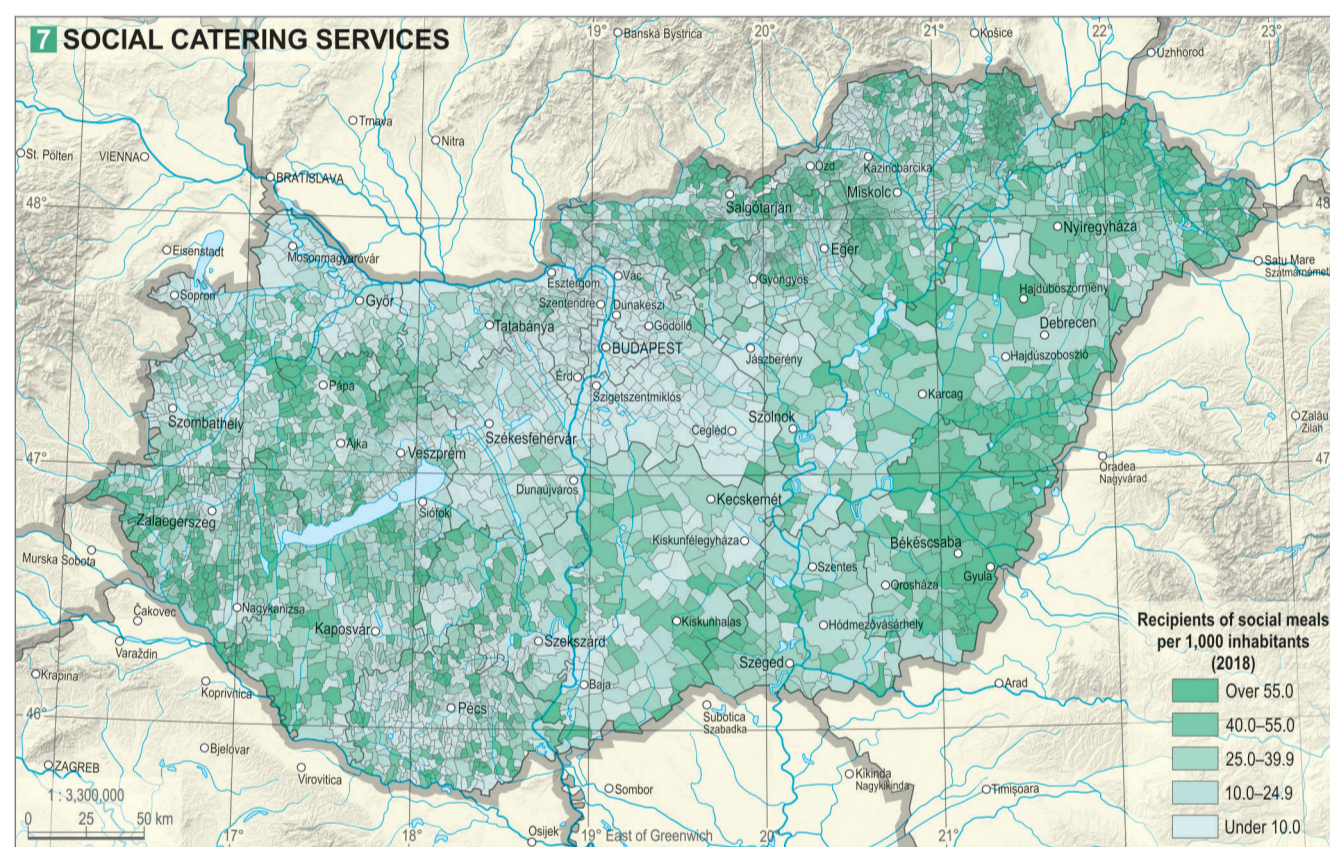 7 SOCIAL CATERING SERVICES
19°
20°
21°
22°
23°
Banská Bystrica
Košice
Uzhhorod
Trnava
Nitra
St. Pölten
VIENNA
BRATISLAVA
Ózd
Kazincbarcika
Miskolc
Salgótarján
48°
48
Nyíregyháza
Eisenstadt
Mosonmagyaróvár
Eger
Satu Mare
Szatmárnémeti
Sopron
Győr
Esztergom
Vác
Gyöngyös
Hajdúböszörmény
Szentendre
Dunakeszi
Tatabánya
Gödöllő
Debrecen
BUDAPEST
Jászberény
Hajdúszoboszló
Pápa
Érd
Szigetszentmiklós
Karcag
Szombathely
Székesfehérvár
Cegléd
Szolnok
Zalău
Zilah
Ajka
Veszprém
47°
47
Oradea
Nagyvárad
Dunaújváros
Kecskemét
Zalaegerszeg
Siófok
Kiskunfélegyháza
Békéscsaba
Murska Sobota
Szentes
Gyula
Orosháza
Čakovec
Nagykanizsa
Kaposvár
Szekszárd
Kiskunhalas
Hódmezővásárhely
Varaždin
Szeged
Krapina
Koprivnica
Baja
Arad
Pécs
46°
Subotica
Szabadka
Bjelovar
ZAGREB
Virovitica
Sombor
Kikinda
Nagykikinda
Timișoara
Osijek
Recipients of social meals
per 1,000 inhabitants
(2018)
Over 55.0
40.0–55.0
25.0–39.9
10.0–24.9
Under 10.0
1 : 3,300,000
0 25 50 km
17°
18°
19° East of Greenwich
20°
21°